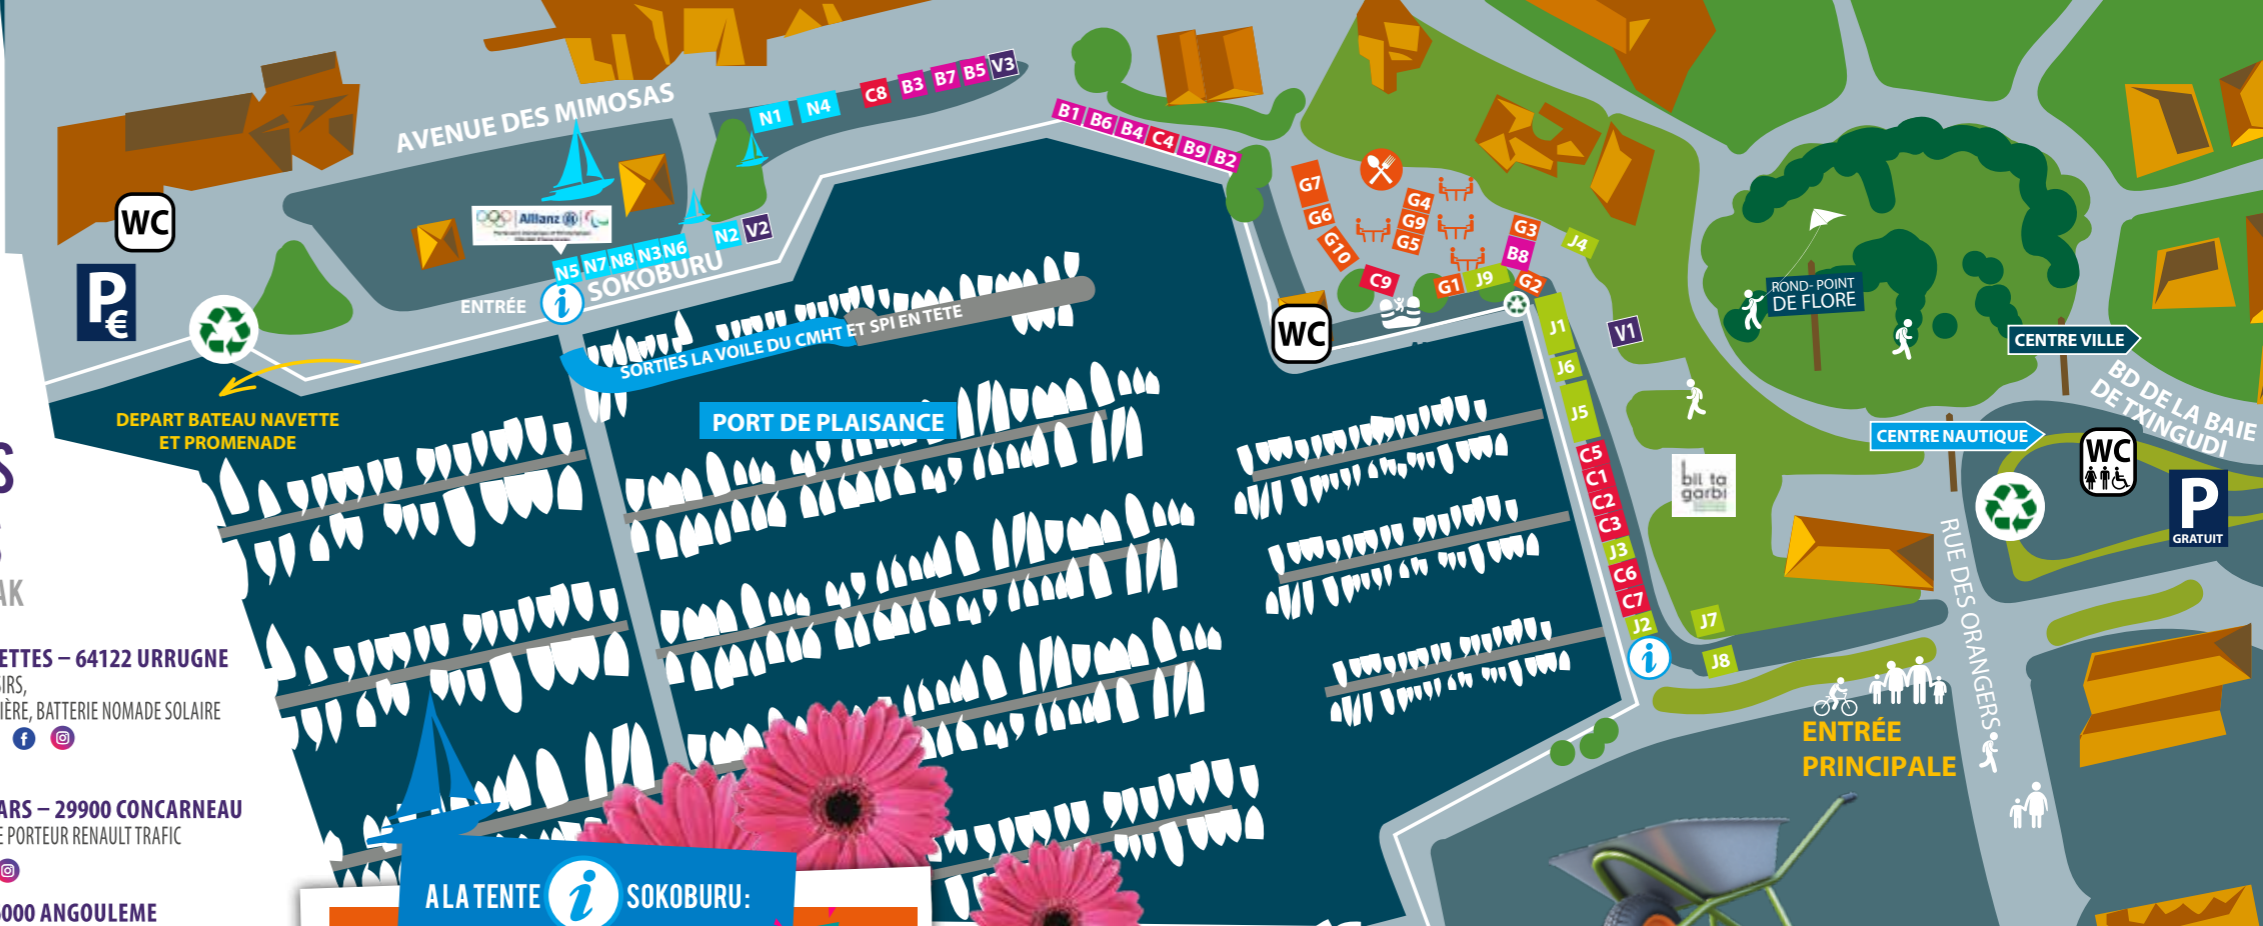 AVENUE DES MIMOSAS
WC
P
€
Allianz
N1
N4
C8
B3
B7
B5
V3
B1
B6
B4
C4
B9
B2
N5
N7
N8
N3
N6
N2
V2
ENTRÉE
i
SOKOBURU
SORTIES LA VOILE DU CMHT ET SPI EN TETE
DEPART BATEAU NAVETTE
ET PROMENADE
PORT DE PLAISANCE
G7
G6
G10
G4
G9
G5
G3
B8
J4
C9
G1
J9
G2
WC
J1
J6
J5
V1
C5
C1
C2
C3
J3
C6
C7
J2
i
J7
J8
ROND- POINT
DE FLORE
CENTRE VILLE
BD DE LA BAIE
DE TXINGUDI
CENTRE NAUTIQUE
WC
P
GRATUIT
bil ta
garbi
RUE DES ORANGERS
ENTRÉE
PRINCIPALE
S
AK
ETTES – 64122 URRUGNE
SIRS,
IÈRE, BATTERIE NOMADE SOLAIRE
f
ARS – 29900 CONCARNEAU
E PORTEUR RENAULT TRAFIC
6000 ANGOULEME
A LA TENTE i SOKOBURU :